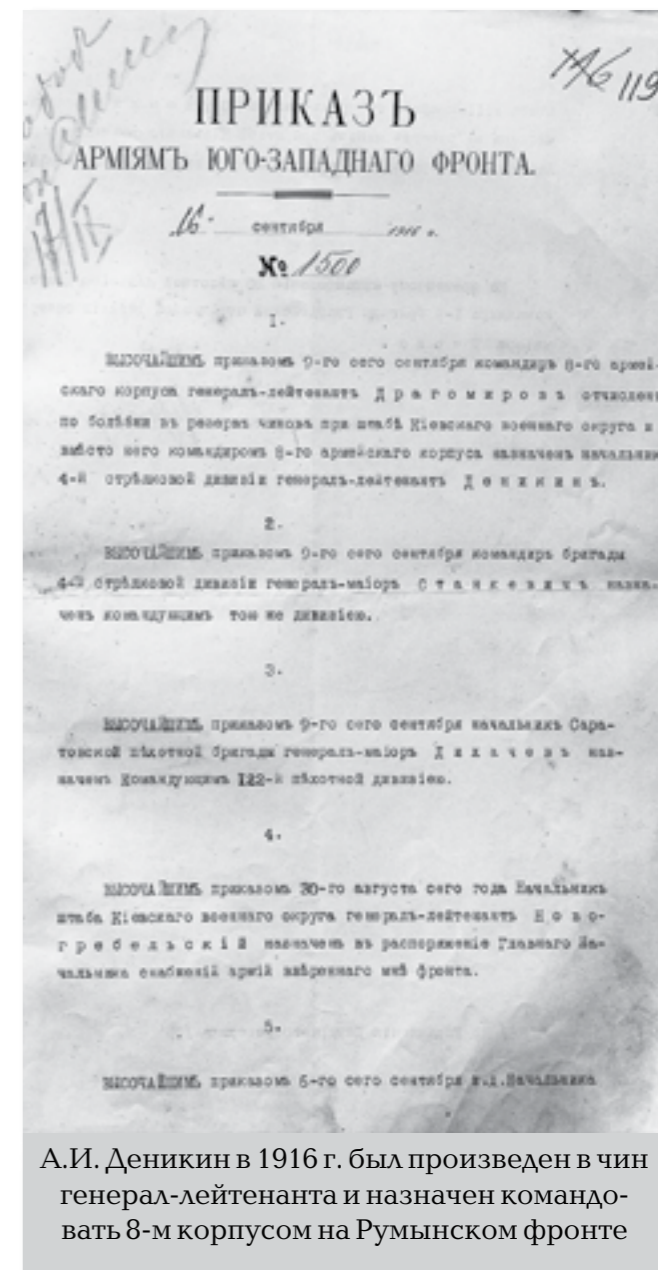 119
ПРИКАЗЪ
АРМІЯМЪ ЮГО-ЗАПАДНАГО ФРОНТА.
16 сентября 1916 г.
№ 1500
1.
ВЫСОЧАЙШИМЪ приказомъ 9-го сего сентября командиръ 8-го армей-
скаго корпуса генералъ-лейтенантъ Драгомировъ отчисленъ
по болѣзни въ резервъ чиновъ при штабѣ Кіевскаго военнаго округа и
вмѣсто него командиромъ 8-го армейскаго корпуса назначенъ начальникъ
4-й стрѣлковой дивизіи генералъ-лейтенантъ Деникинъ.
2.
ВЫСОЧАЙШИМЪ приказомъ 9-го сего сентября командиръ бригады
4-й стрѣлковой дивизіи генералъ-маіоръ Станкевичъ назна-
ченъ командующимъ тою же дивизіею.
3.
ВЫСОЧАЙШИМЪ приказомъ 9-го сего сентября начальникъ Сара-
товской пѣхотной бригады генералъ-маіоръ Лихачевъ наз-
наченъ Командующимъ 122-й пѣхотной дивизіею.
4.
ВЫСОЧАЙШИМЪ приказомъ 30-го августа сего года Начальникъ
штаба Кіевскаго военнаго округа генералъ-лейтенантъ Ново-
гребельскій назначенъ въ распоряженіе Главнаго На-
чальника снабженій армій ввѣреннаго мнѣ фронта.
5.
ВЫСОЧАЙШИМЪ приказомъ 6-го сего сентября и.д.Начальника
А.И. Деникин в 1916 г. был произведен в чин
генерал-лейтенанта и назначен командо-
вать 8-м корпусом на Румынском фронте